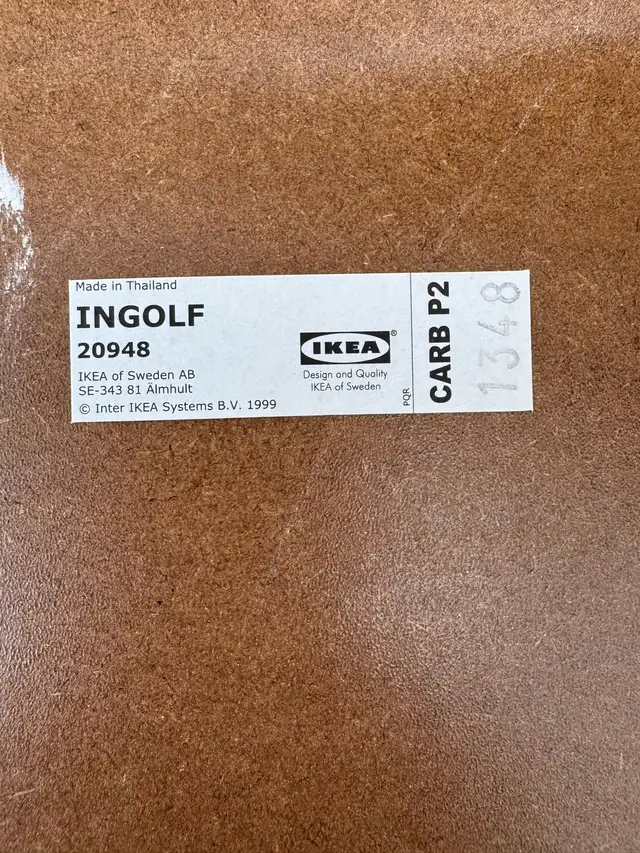 Made in Thailand
INGOLF
20948
IKEA of Sweden AB
SE-343 81 Älmhult
© Inter IKEA Systems B.V. 1999
IKEA®
Design and Quality
IKEA of Sweden
PQR
CARB P2
1348